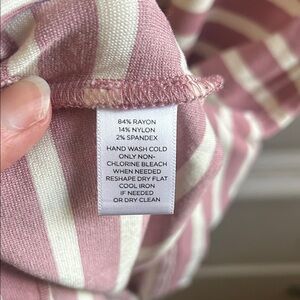 84% RAYON
14% NYLON
2% SPANDEX
HAND WASH COLD
ONLY NON-
CHLORINE BLEACH
WHEN NEEDED
RESHAPE DRY FLAT
COOL IRON
IF NEEDED
OR DRY CLEAN